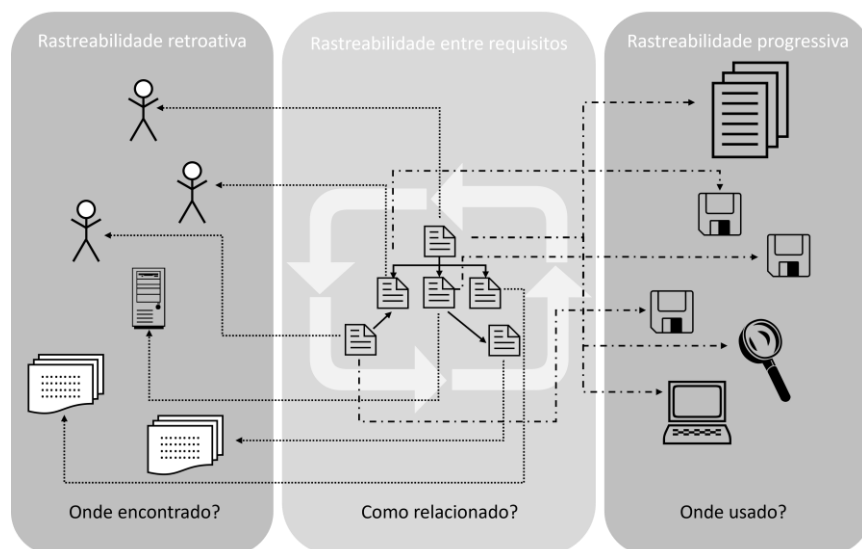 Rastreabilidade retroativa
Rastreabilidade entre requisitos
Rastreabilidade progressiva
Onde encontrado?
Como relacionado?
Onde usado?